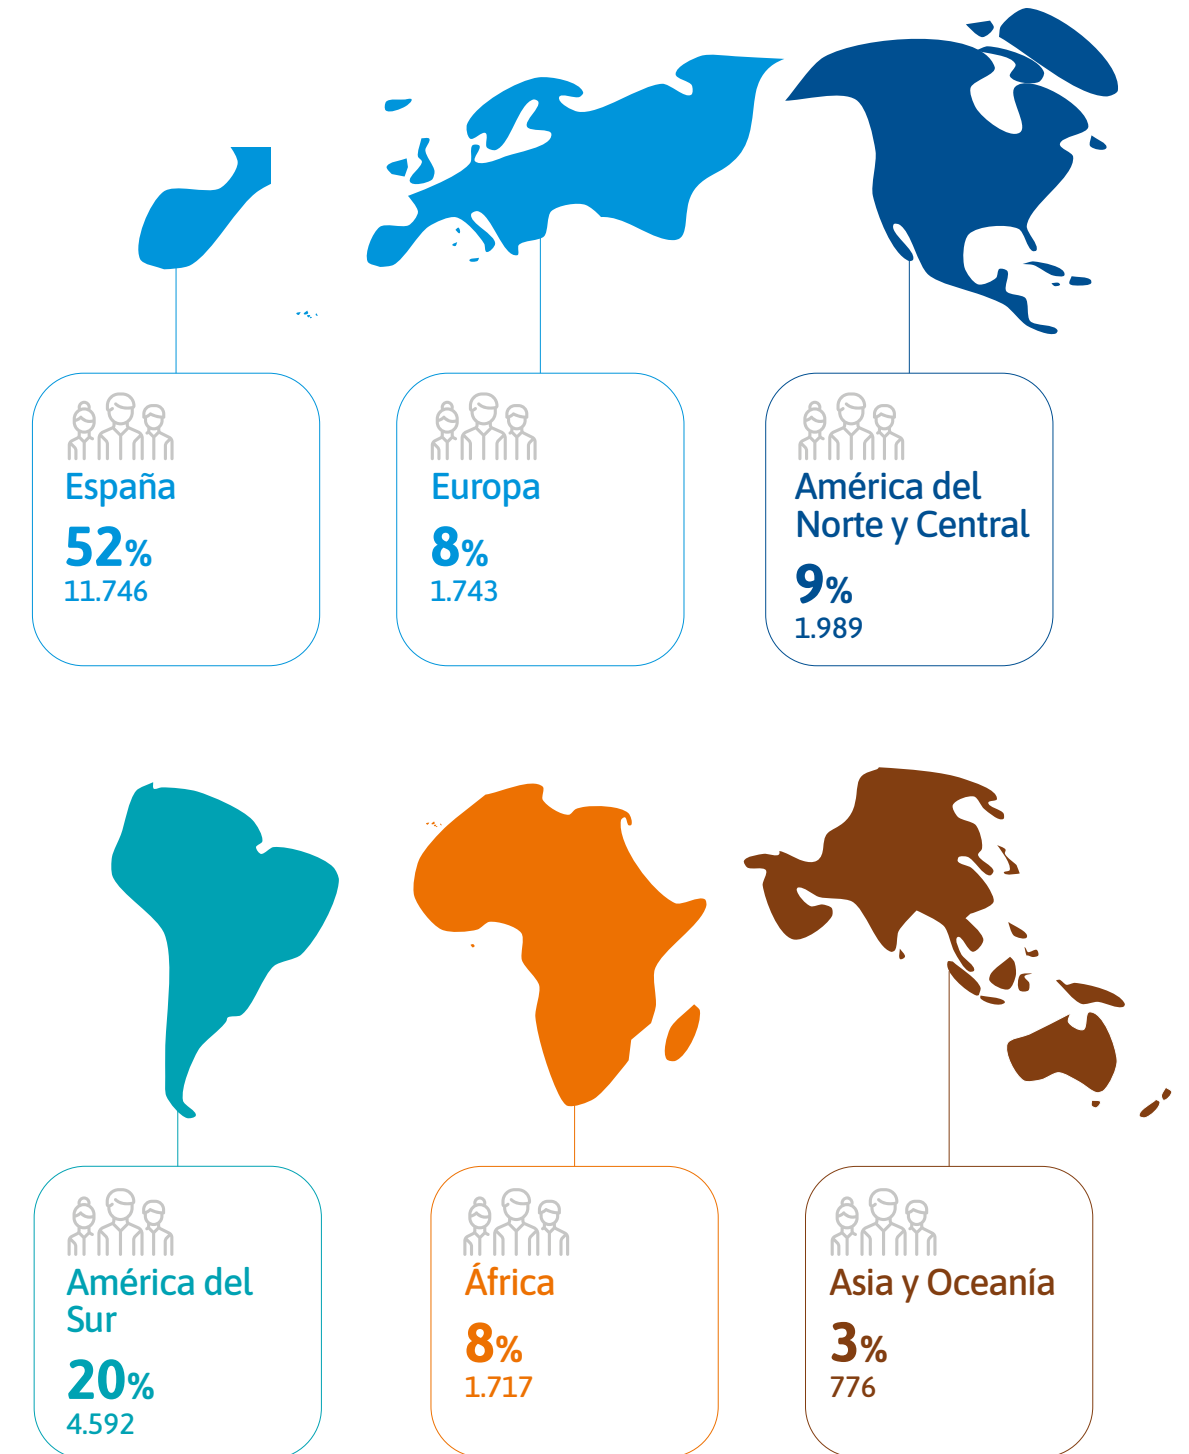 España
52%
11.746
Europa
8%
1.743
América del
Norte y Central
9%
1.989
América del
Sur
20%
4.592
África
8%
1.717
Asia y Oceanía
3%
776